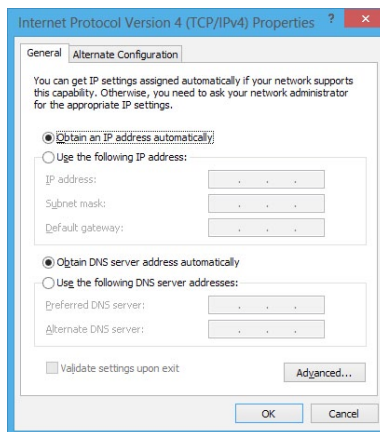 Internet Protocol Version 4 (TCP/IPv4) Properties ? ×
General Alternate Configuration
You can get IP settings assigned automatically if your network supports
this capability. Otherwise, you need to ask your network administrator
for the appropriate IP settings.
Obtain an IP address automatically
Use the following IP address:
IP address:
Subnet mask:
Default gateway:
Obtain DNS server address automatically
Use the following DNS server addresses:
Preferred DNS server:
Alternate DNS server:
Validate settings upon exit
Advanced...
OK Cancel